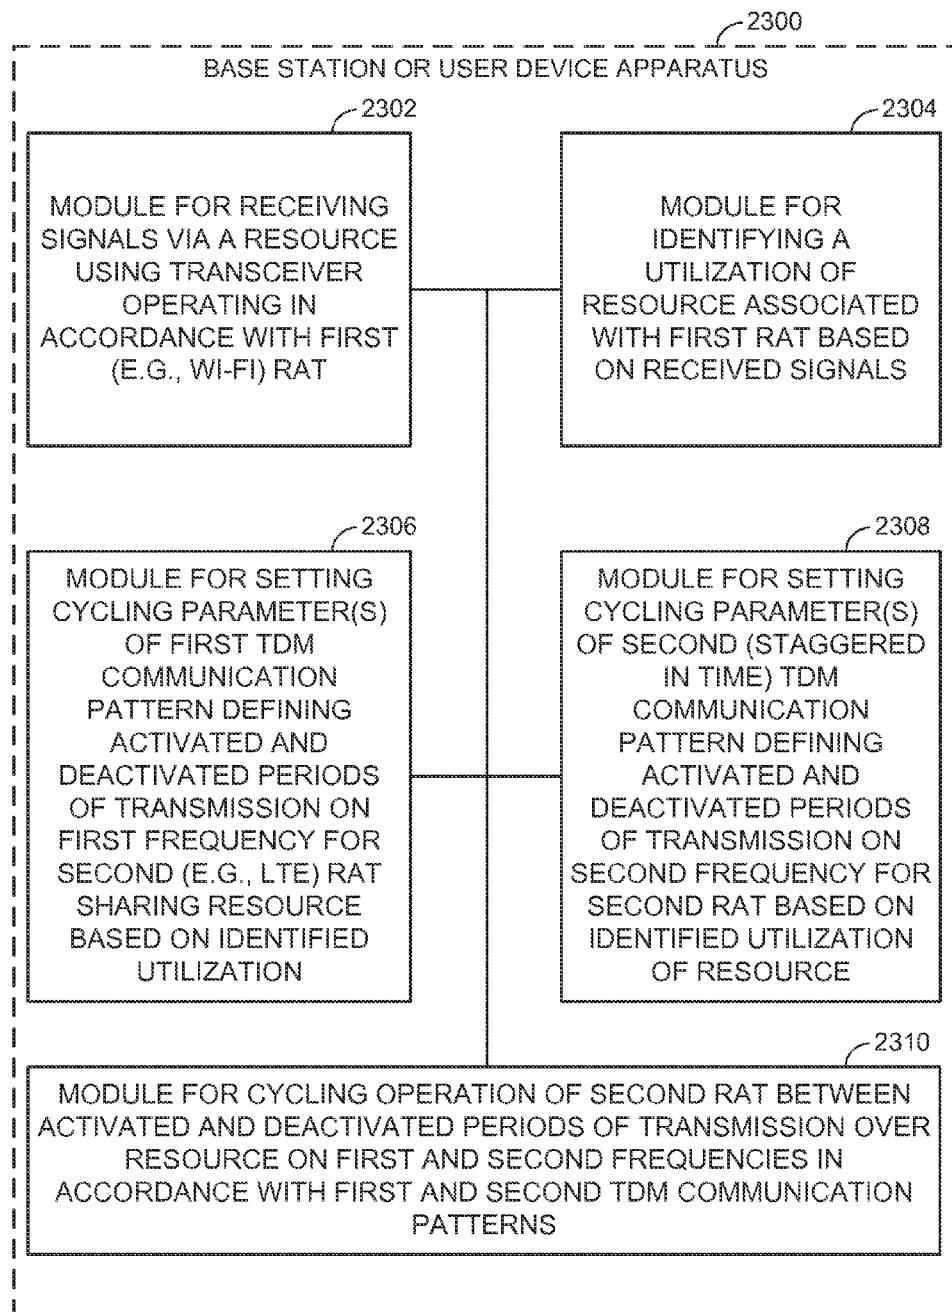 2300
BASE STATION OR USER DEVICE APPARATUS
2302
MODULE FOR RECEIVING
SIGNALS VIA A RESOURCE
USING TRANSCEIVER
OPERATING IN
ACCORDANCE WITH FIRST
(E.G., WI-FI) RAT
2304
MODULE FOR
IDENTIFYING A
UTILIZATION OF
RESOURCE ASSOCIATED
WITH FIRST RAT BASED
ON RECEIVED SIGNALS
2306
MODULE FOR SETTING
CYCLING PARAMETER(S)
OF FIRST TDM
COMMUNICATION
PATTERN DEFINING
ACTIVATED AND
DEACTIVATED PERIODS
OF TRANSMISSION ON
FIRST FREQUENCY FOR
SECOND (E.G., LTE) RAT
SHARING RESOURCE
BASED ON IDENTIFIED
UTILIZATION
2308
MODULE FOR SETTING
CYCLING PARAMETER(S)
OF SECOND (STAGGERED
IN TIME) TDM
COMMUNICATION
PATTERN DEFINING
ACTIVATED AND
DEACTIVATED PERIODS
OF TRANSMISSION ON
SECOND FREQUENCY FOR
SECOND RAT BASED ON
IDENTIFIED UTILIZATION
OF RESOURCE
2310
MODULE FOR CYCLING OPERATION OF SECOND RAT BETWEEN
ACTIVATED AND DEACTIVATED PERIODS OF TRANSMISSION OVER
RESOURCE ON FIRST AND SECOND FREQUENCIES IN
ACCORDANCE WITH FIRST AND SECOND TDM COMMUNICATION
PATTERNS